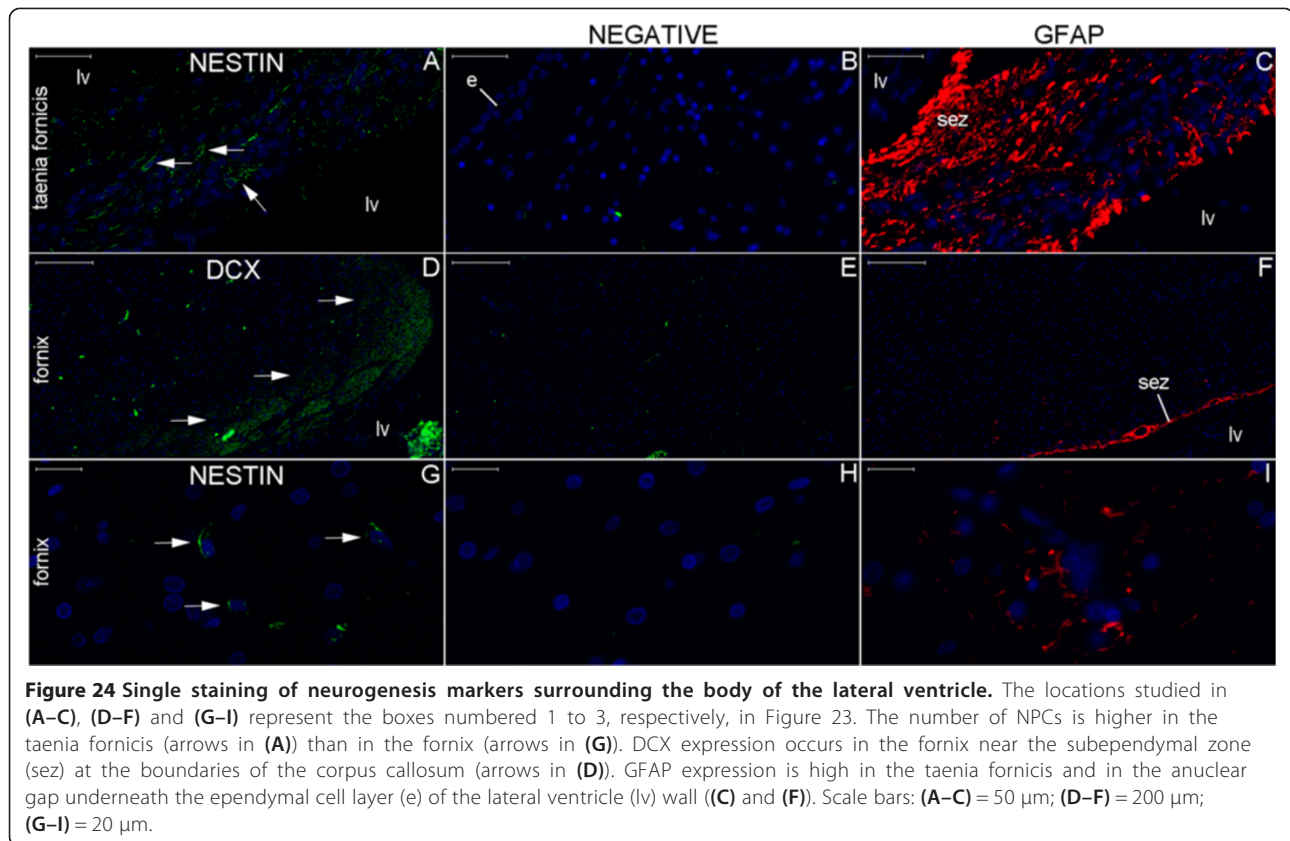 NEGATIVE GFAP
lv NESTIN A e B lv C
sez
taenia fornicis
lv lv
DCX D E F
fornix
sez
lv lv
NESTIN G H I
fornix
Figure 24 Single staining of neurogenesis markers surrounding the body of the lateral ventricle. The locations studied in
(A–C), (D–F) and (G–I) represent the boxes numbered 1 to 3, respectively, in Figure 23. The number of NPCs is higher in the
taenia fornicis (arrows in (A)) than in the fornix (arrows in (G)). DCX expression occurs in the fornix near the subependymal zone
(sez) at the boundaries of the corpus callosum (arrows in (D)). GFAP expression is high in the taenia fornicis and in the anuclear
gap underneath the ependymal cell layer (e) of the lateral ventricle (lv) wall ((C) and (F)). Scale bars: (A–C) = 50 μm; (D–F) = 200 μm;
(G–I) = 20 μm.